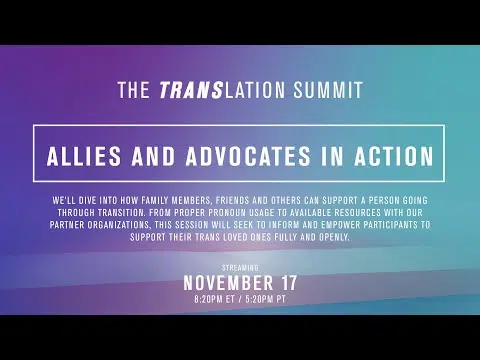 THE TRANSLATION SUMMIT
ALLIES AND ADVOCATES IN ACTION
WE'LL DIVE INTO HOW FAMILY MEMBERS, FRIENDS AND OTHERS CAN SUPPORT A PERSON GOING
THROUGH TRANSITION. FROM PROPER PRONOUN USAGE TO AVAILABLE RESOURCES WITH OUR
PARTNER ORGANIZATIONS, THIS SESSION WILL SEEK TO INFORM AND EMPOWER PARTICIPANTS TO
SUPPORT THEIR TRANS LOVED ONES FULLY AND OPENLY.
STREAMING
NOVEMBER 17
8:20PM ET / 5:20PM PT